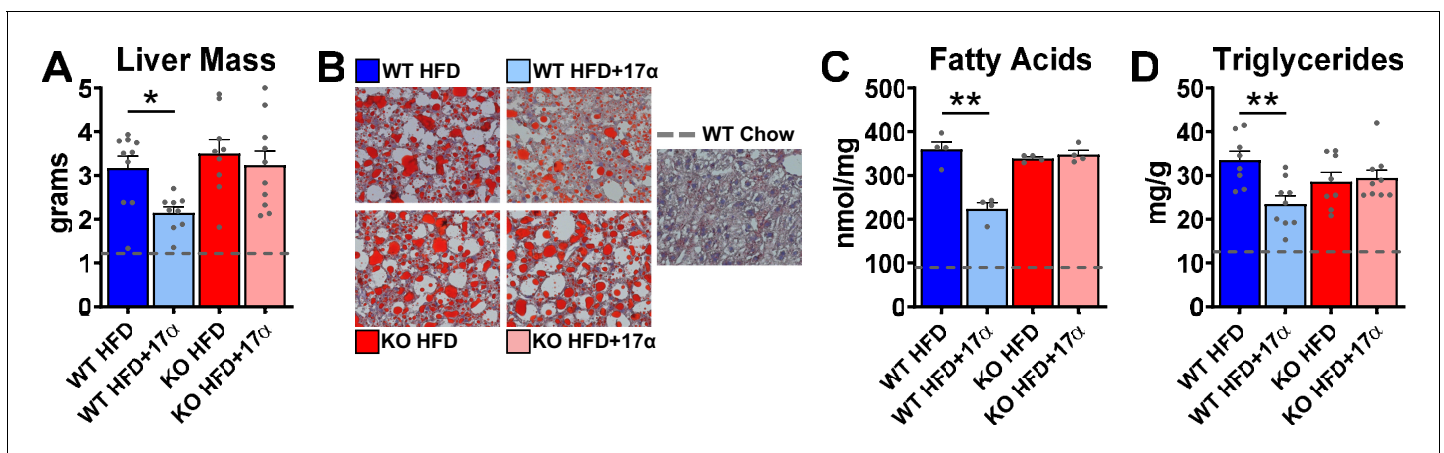 A Liver Mass
grams
5
4
3
2
1
0
*
WT HFD
WT HFD+17α
KO HFD
KO HFD+17α
B
WT HFD
WT HFD+17α
WT Chow
KO HFD
KO HFD+17α
C Fatty Acids
nmol/mg
500
400
300
200
100
0
**
WT HFD
WT HFD+17α
KO HFD
KO HFD+17α
D Triglycerides
mg/g
50
40
30
20
10
0
**
WT HFD
WT HFD+17α
KO HFD
KO HFD+17α